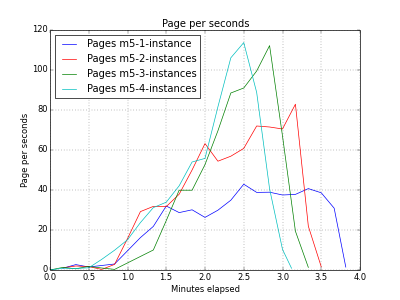 Page per seconds
120
100
80
60
40
20
0
Page per seconds
Pages m5-1-instance
Pages m5-2-instances
Pages m5-3-instances
Pages m5-4-instances
0.0 0.5 1.0 1.5 2.0 2.5 3.0 3.5 4.0
Minutes elapsed